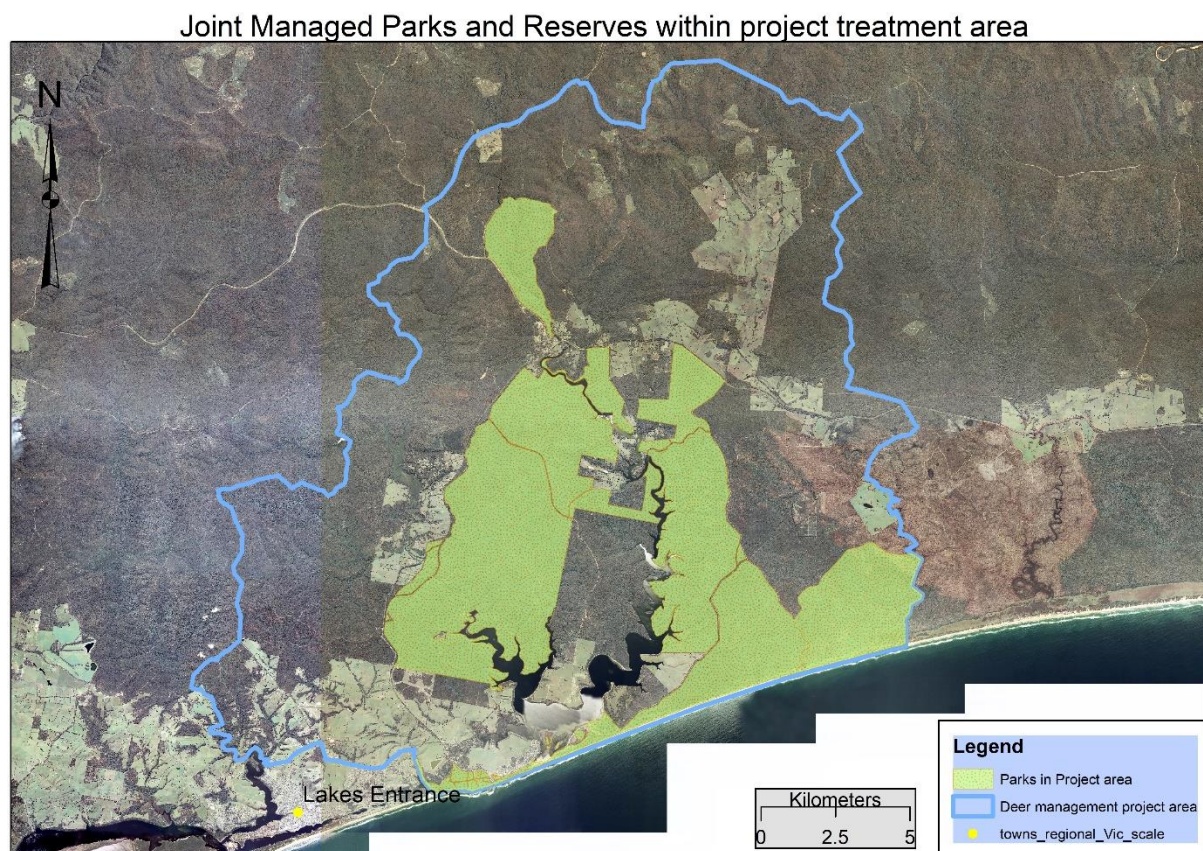 Joint Managed Parks and Reserves within project treatment area
N
Lakes Entrance
Kilometers
0 2.5 5
Legend
Parks in Project area
Deer management project area
towns_regional_Vic_scale